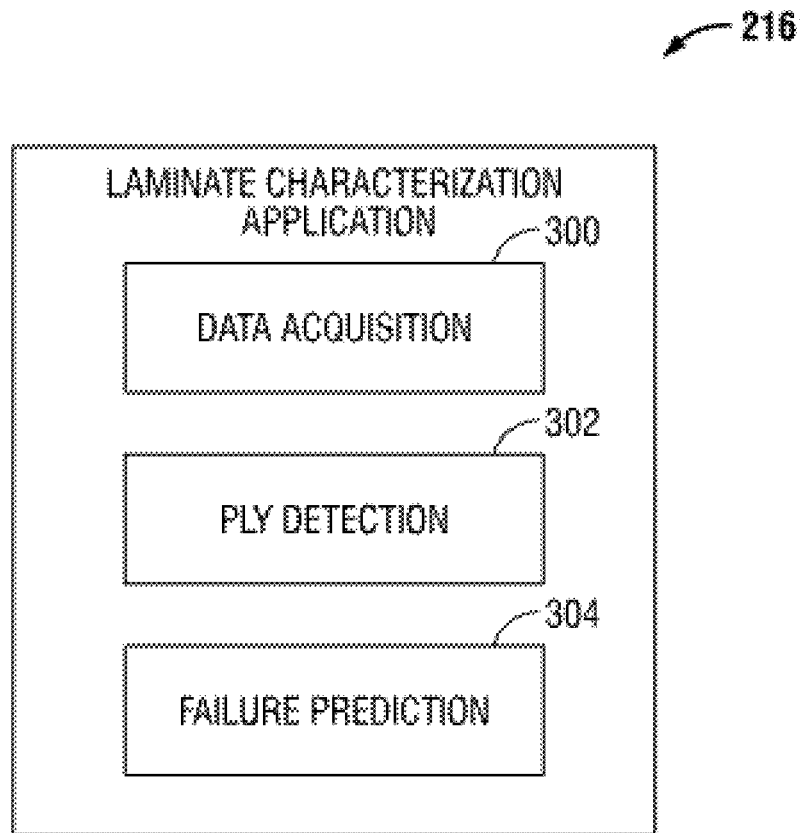 216
LAMINATE CHARACTERIZATION
APPLICATION
300
DATA ACQUISITION
302
PLY DETECTION
304
FAILURE PREDICTION